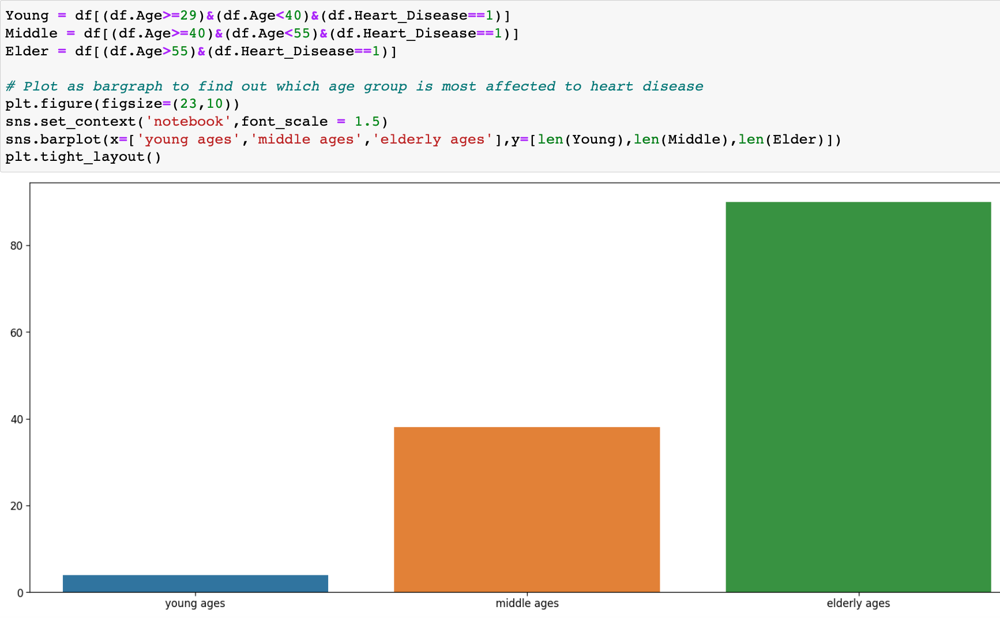 Young = df[(df.Age>=29)&(df.Age<40)&(df.Heart_Disease==1)]
Middle = df[(df.Age>=40)&(df.Age<55)&(df.Heart_Disease==1)]
Elder = df[(df.Age>55)&(df.Heart_Disease==1)]
# Plot as bargraph to find out which age group is most affected to heart disease
plt.figure(figsize=(23,10))
sns.set_context('notebook',font_scale = 1.5)
sns.barplot(x=['young ages','middle ages','elderly ages'],y=[len(Young),len(Middle),len(Elder)])
plt.tight_layout()
80
60
40
20
0
young ages middle ages elderly ages